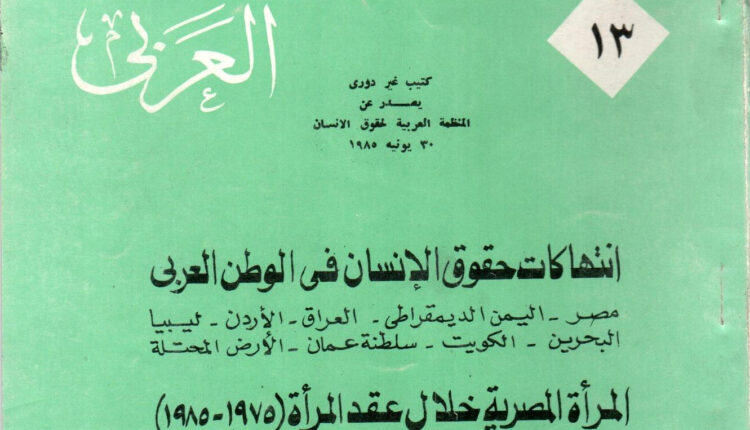 العربى
١٣
كتيب غير دورى
يصدر عن
المنظمة العربية لحقوق الانسان
٣٠ يونيه ١٩٨٥
انتهاكات حقوق الإنسان فى الوطن العربى
مصر - اليمن الديمقراطى - العراق - الأردن - ليبيا
البحرين - الكويت - سلطنة عمان - الأرض المحتلة
المرأة المصرية خلال عقد المرأة (١٩٧٥-١٩٨٥)